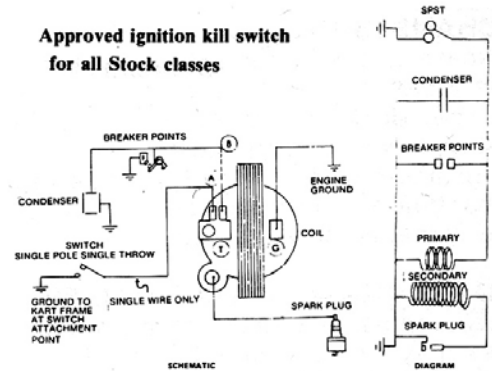 Approved ignition kill switch
for all Stock classes
SPST
CONDENSER
BREAKER POINTS
PRIMARY
SECONDARY
SPARK PLUG
DIAGRAM
BREAKER POINTS
B
A
CONDENSER
ENGINE
GROUND
COIL
Y
G
SWITCH
SINGLE POLE SINGLE THROW
GROUND TO
KART FRAME
AT SWITCH
ATTACHMENT
POINT
SINGLE WIRE ONLY
SPARK PLUG
SCHEMATIC